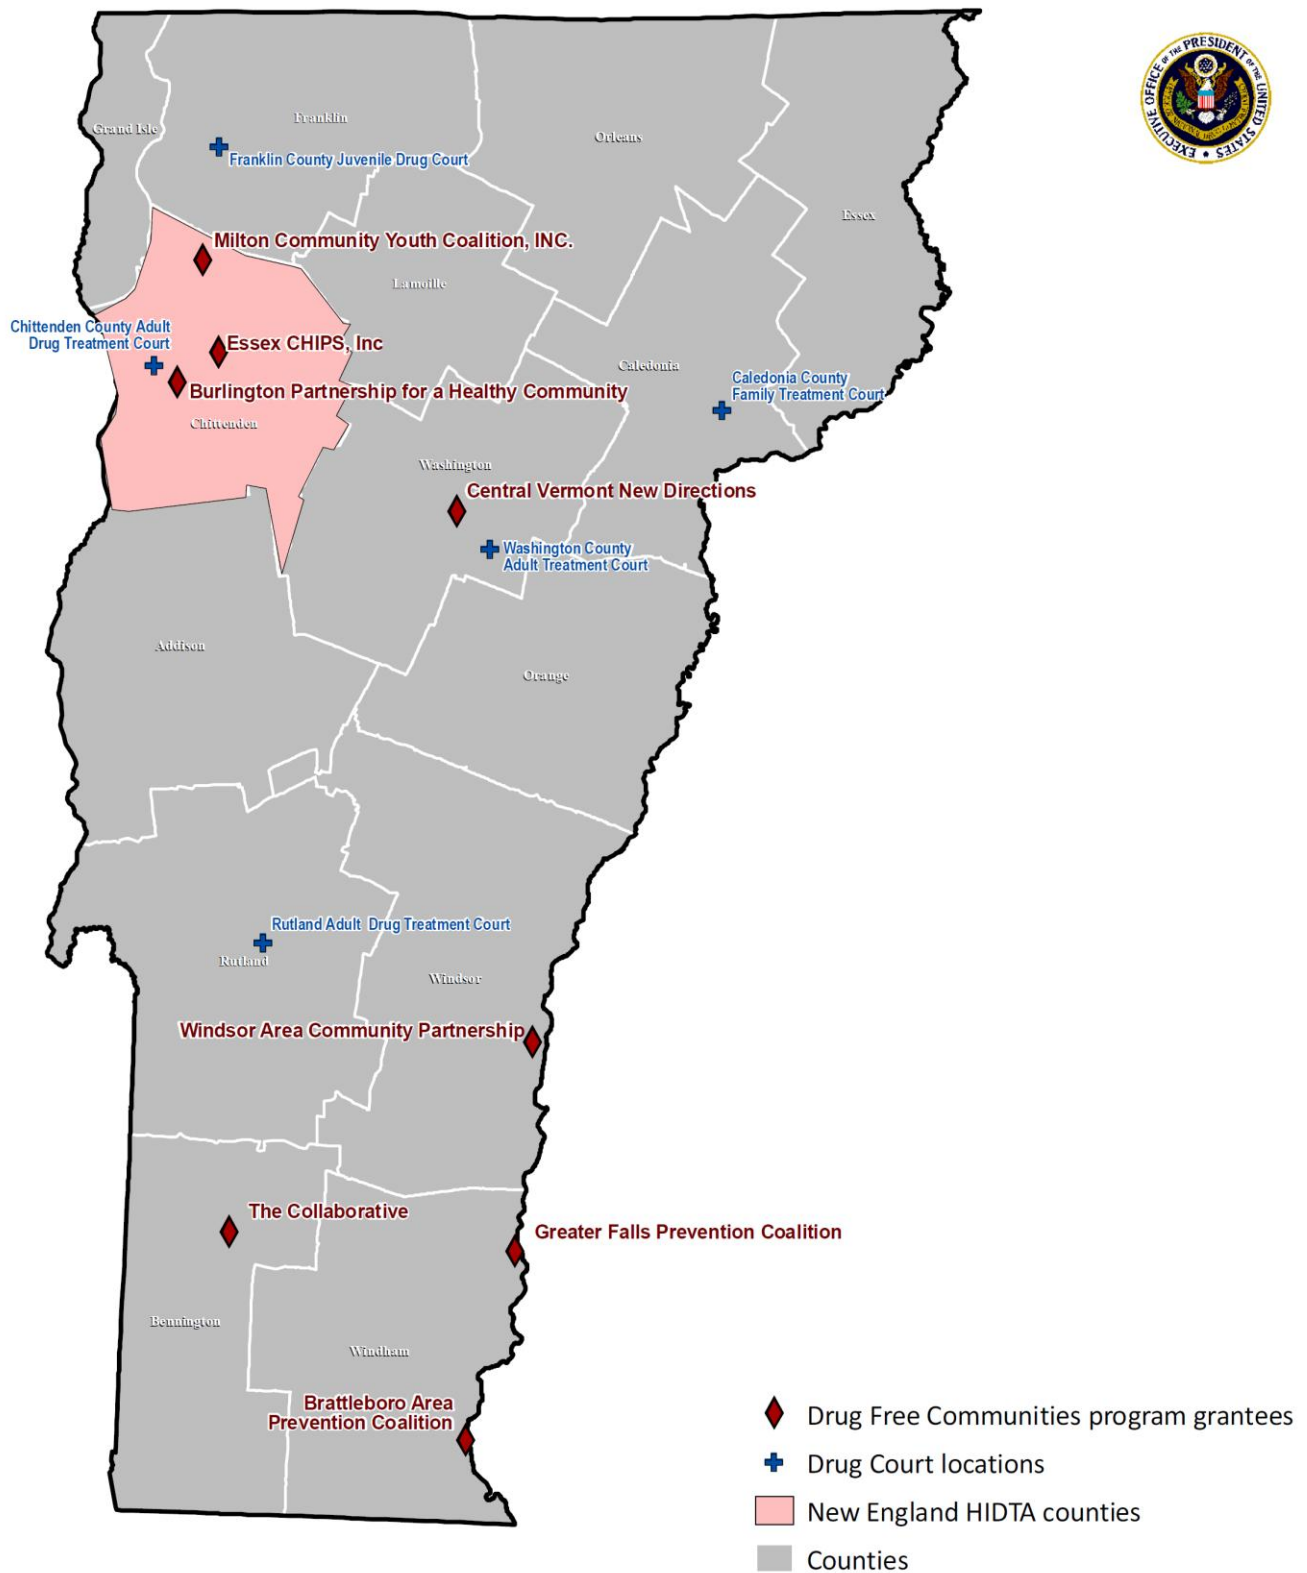 EXECUTIVE OFFICE OF THE PRESIDENT OF THE UNITED STATES
Grand Isle
Franklin
Orleans
Essex
Franklin County Juvenile Drug Court
Milton Community Youth Coalition, INC.
Lamoille
Chittenden County Adult
Drug Treatment Court
Essex CHIPS, Inc
Caledonia
Caledonia County
Family Treatment Court
Burlington Partnership for a Healthy Community
Chittenden
Washington
Central Vermont New Directions
Washington County
Adult Treatment Court
Addison
Orange
Rutland Adult Drug Treatment Court
Rutland
Windsor
Windsor Area Community Partnership
The Collaborative
Greater Falls Prevention Coalition
Bennington
Windham
Brattleboro Area
Prevention Coalition
Drug Free Communities program grantees
Drug Court locations
New England HIDTA counties
Counties